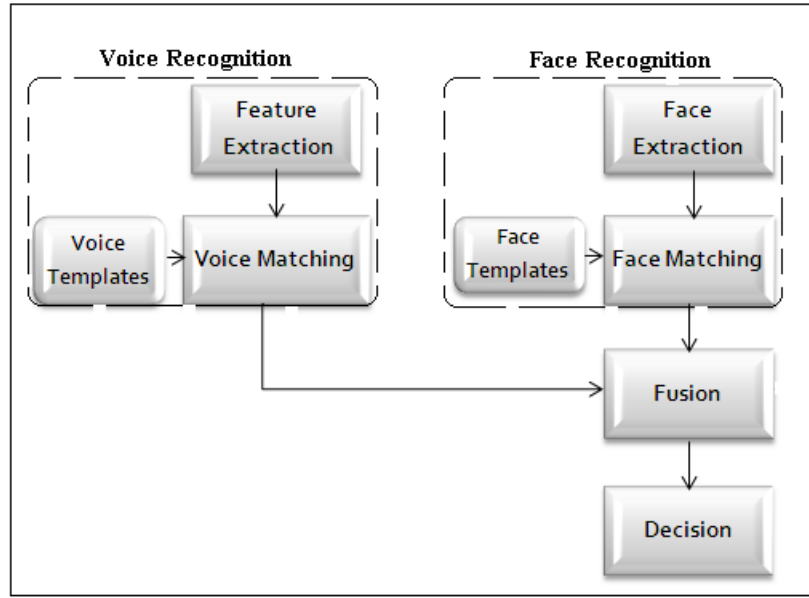 Voice Recognition
Feature
Extraction
Voice
Templates
Voice Matching
Face Recognition
Face
Extraction
Face
Templates
Face Matching
Fusion
Decision